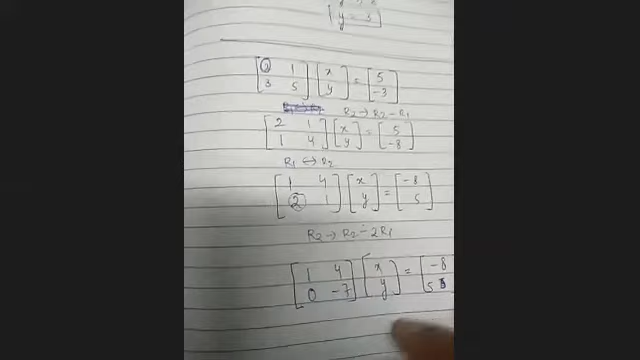 y = 3
[2 1; 3 5] [x; y] = [5; -3]
R2 → R2 - R1
[2 1; 1 4] [x; y] = [5; -8]
R1 ↔ R2
[1 4; 2 1] [x; y] = [-8; 5]
R2 → R2 - 2R1
[1 4; 0 -7] [x; y] = [-8; 5